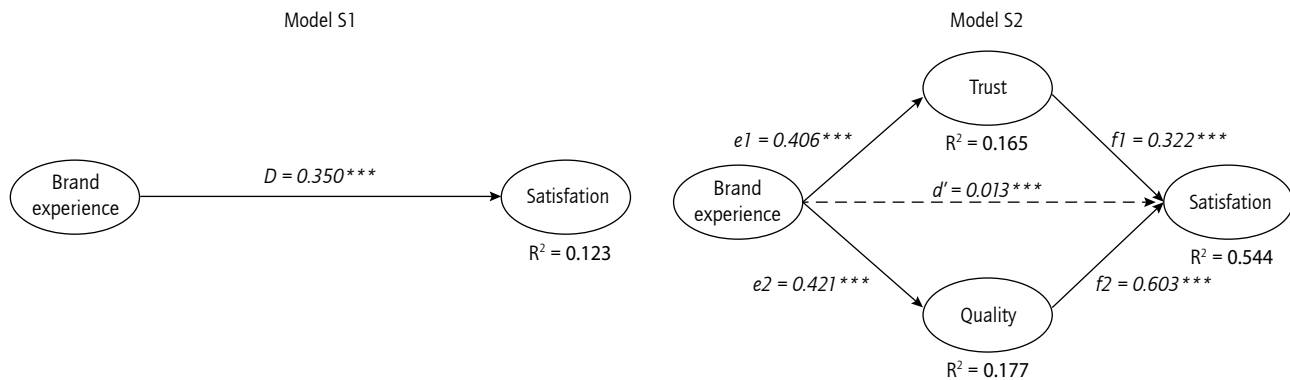 Model S1
Brand
experience
D = 0.350***
Satisfation
R² = 0.123
Model S2
Trust
R² = 0.165
e1 = 0.406***
f1 = 0.322***
Brand
experience
d' = 0.013***
Satisfation
R² = 0.544
e2 = 0.421***
f2 = 0.603***
Quality
R² = 0.177